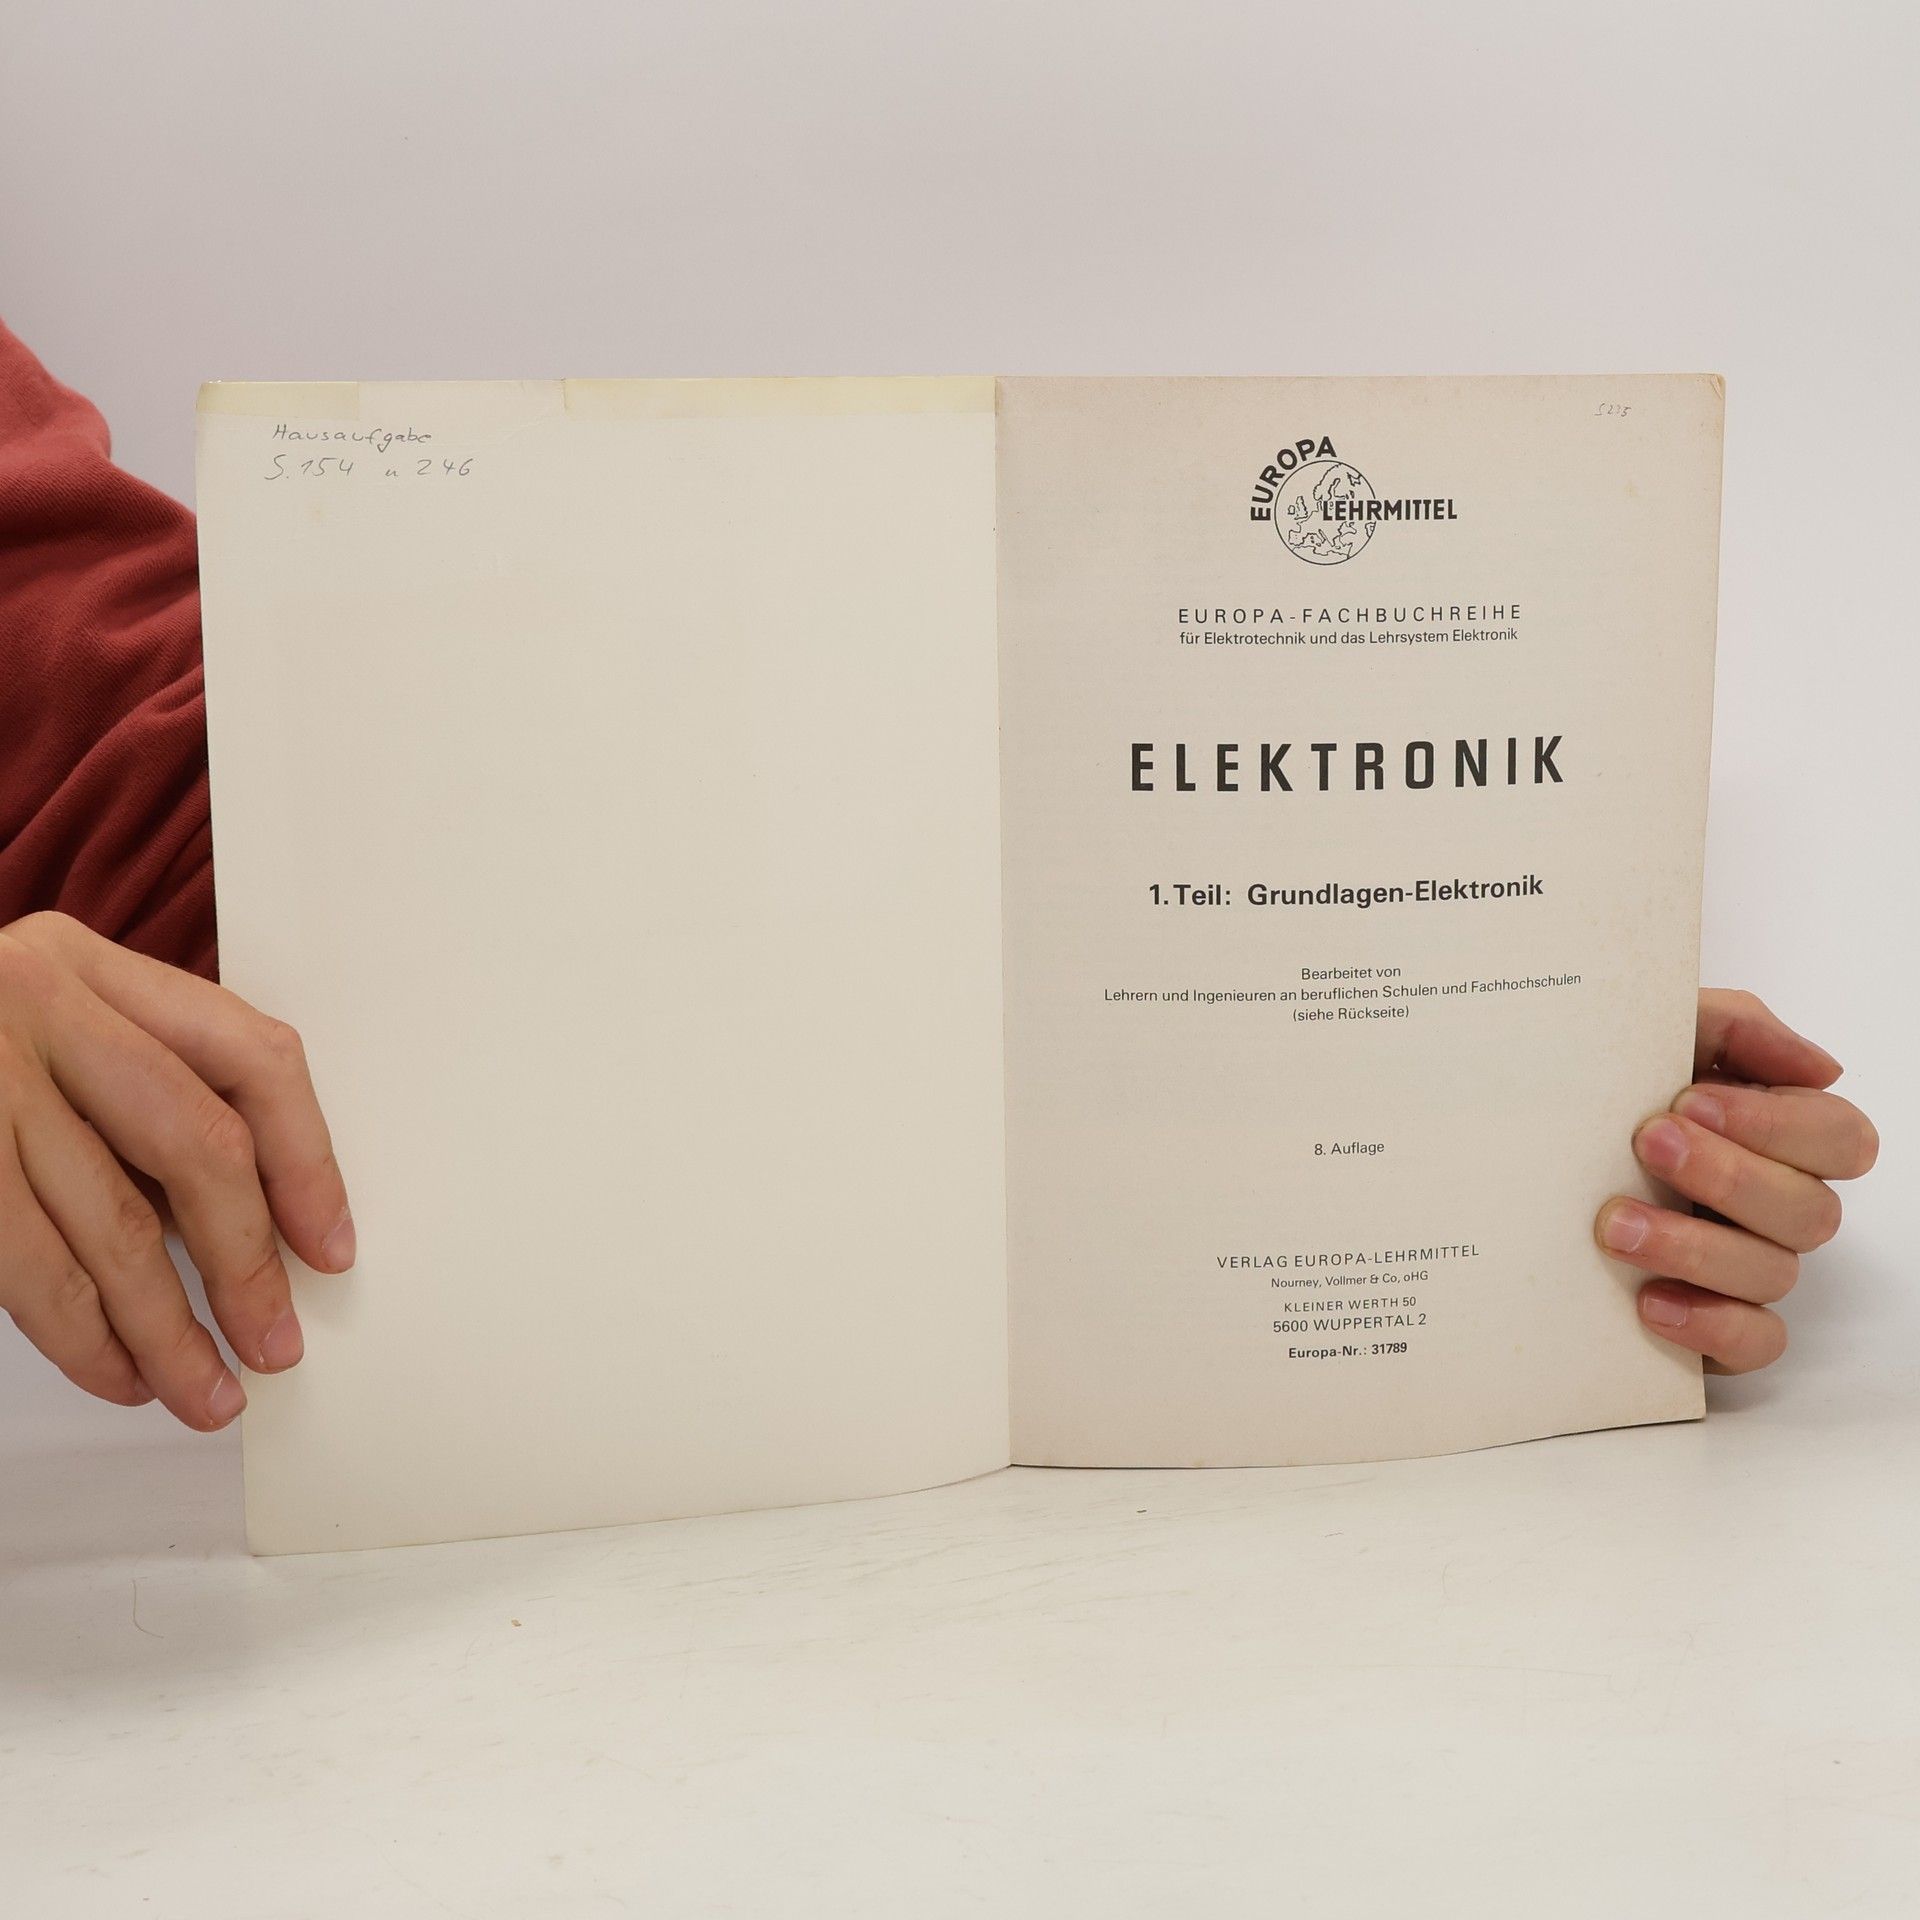 Hausaufgabe
S. 154 u 246
EUROPA
LEHRMITTEL
EUROPA-FACHBUCHREIHE
für Elektrotechnik und das Lehrsystem Elektronik
ELEKTRONIK
1. Teil: Grundlagen-Elektronik
Bearbeitet von
Lehrern und Ingenieuren an beruflichen Schulen und Fachhochschulen
(siehe Rückseite)
8. Auflage
VERLAG EUROPA-LEHRMITTEL
Nourney, Vollmer & Co, oHG
KLEINER WERTH 50
5600 WUPPERTAL 2
Europa-Nr.: 31789